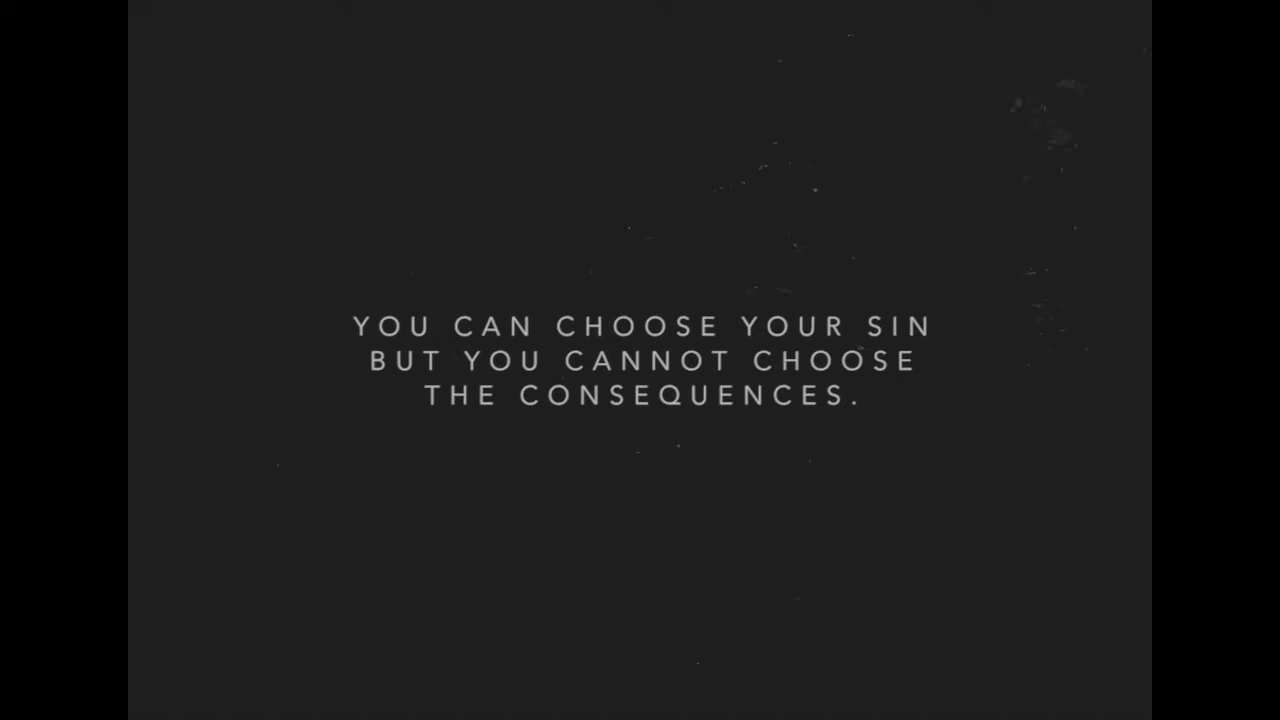 YOU CAN CHOOSE YOUR SIN
BUT YOU CANNOT CHOOSE
THE CONSEQUENCES.